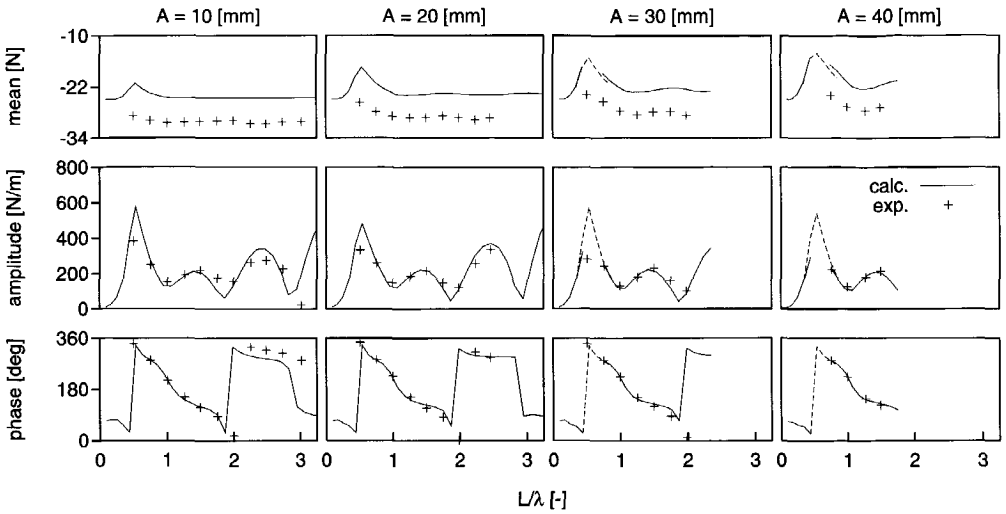 A = 10 [mm] A = 20 [mm] A = 30 [mm] A = 40 [mm]
mean [N]
-10
-22
-34
amplitude [N/m]
800
600
400
200
0
calc.
exp.
phase [deg]
360
180
0
0 1 2 3 0 1 2 3 0 1 2 3 0 1 2 3
L/λ [-]